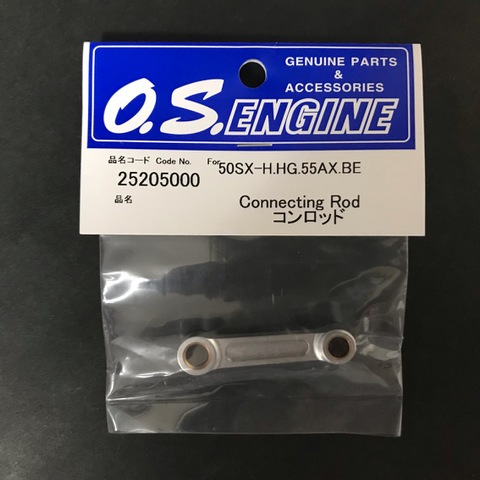 GENUINE PARTS
&
ACCESSORIES
O.S.ENGINE
品名コード Code No. For 50SX-H.HG.55AX.BE
25205000
品名 Connecting Rod
コンロッド